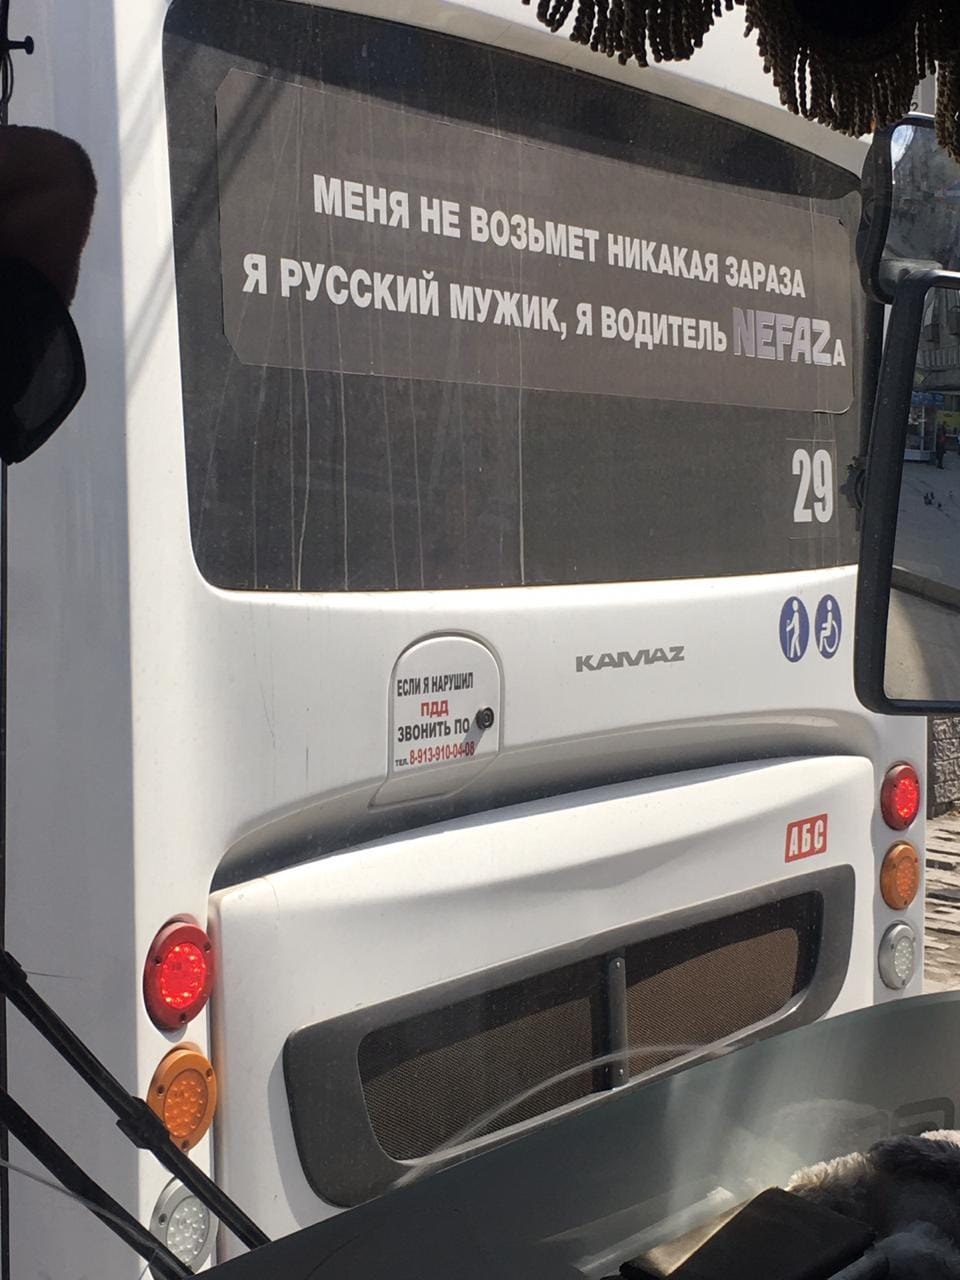 МЕНЯ НЕ ВОЗЬМЕТ НИКАКАЯ ЗАРАЗА
Я РУССКИЙ МУЖИК, Я ВОДИТЕЛЬ NEFAZа
29
KAMAZ
ЕСЛИ Я НАРУШИЛ
ПДД
ЗВОНИТЬ ПО
ТЕЛ. 8-913-910-04-08
АБС